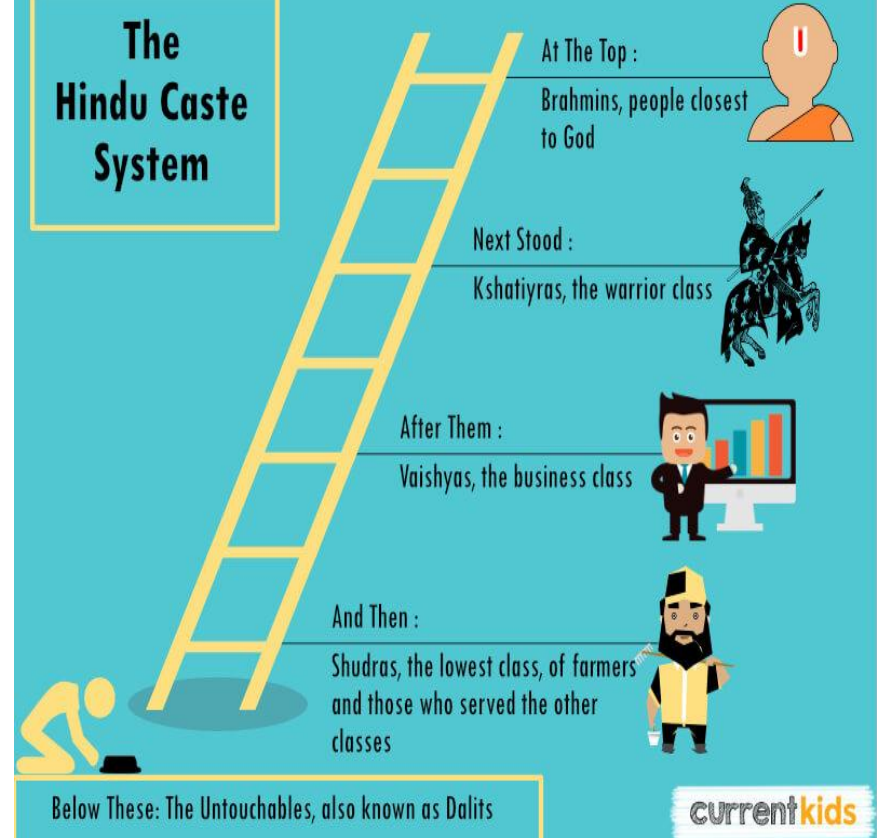 The
Hindu Caste
System
At The Top :
Brahmins, people closest
to God
Next Stood :
Kshatiyras, the warrior class
After Them :
Vaishyas, the business class
And Then :
Shudras, the lowest class, of farmers
and those who served the other
classes
Below These: The Untouchables, also known as Dalits
currentkids